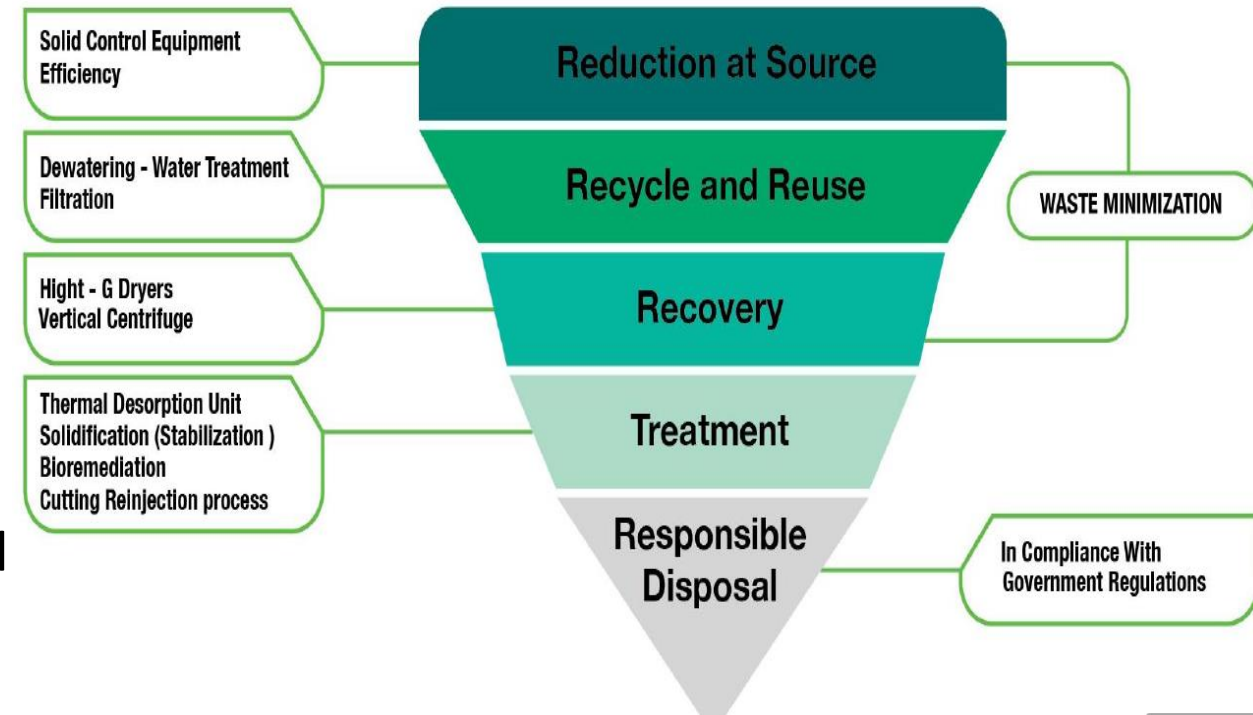 Solid Control Equipment
Efficiency
Reduction at Source
Dewatering - Water Treatment
Filtration
Recycle and Reuse
WASTE MINIMIZATION
Hight - G Dryers
Vertical Centrifuge
Recovery
Thermal Desorption Unit
Solidification (Stabilization )
Bioremediation
Cutting Reinjection process
Treatment
Responsible
Disposal
In Compliance With
Government Regulations